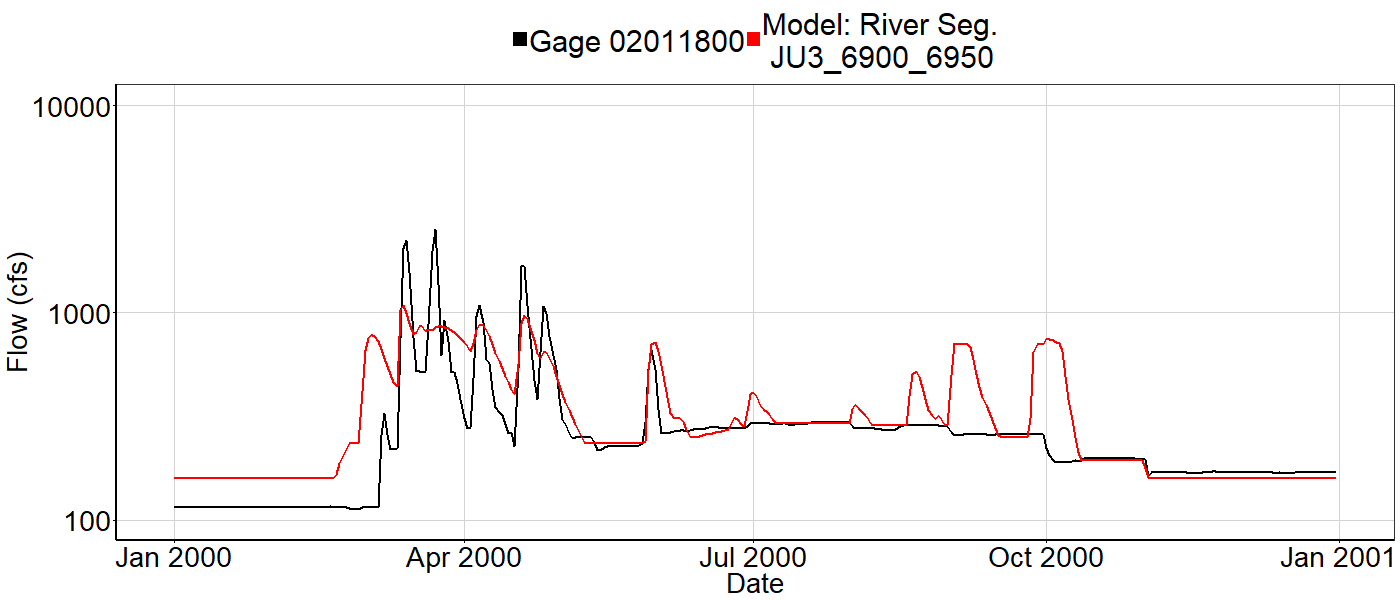 Gage 02011800
Model: River Seg.
JU3_6900_6950
10000
1000
100
Flow (cfs)
Jan 2000
Apr 2000
Jul 2000
Oct 2000
Jan 2001
Date